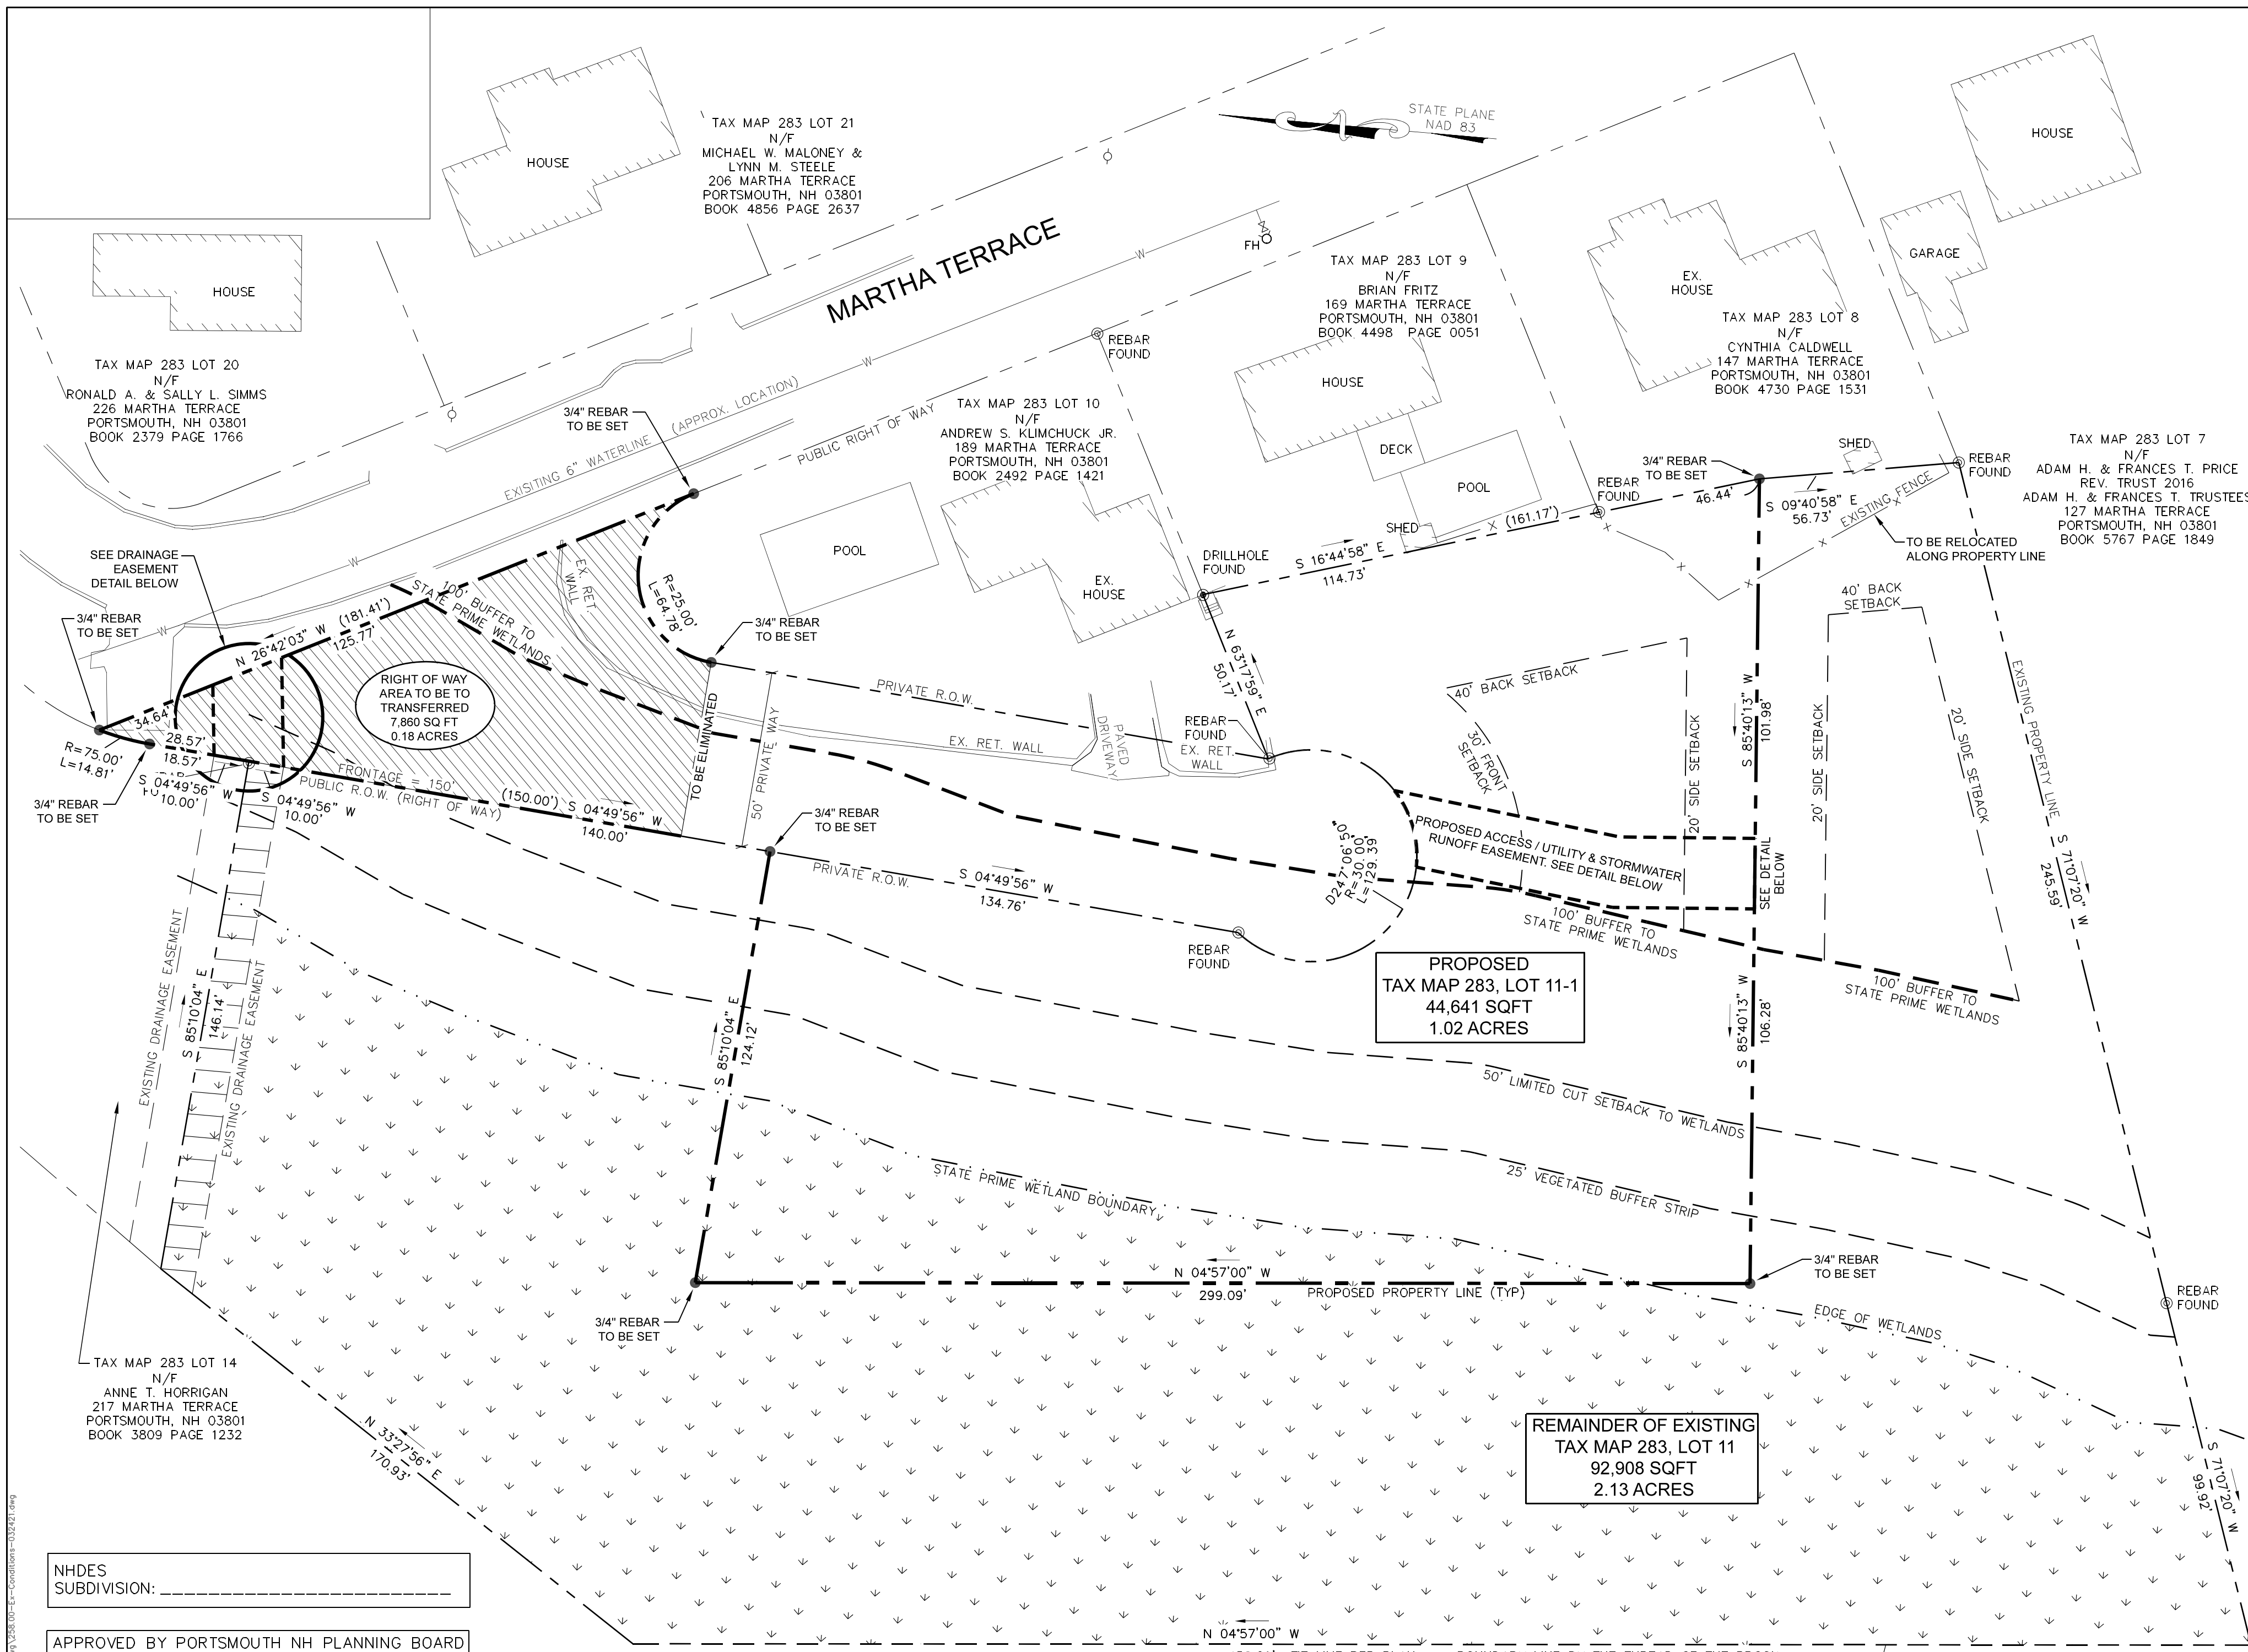 HOUSE
TAX MAP 283 LOT 21
N/F
MICHAEL W. MALONEY &
LYNN M. STEELE
206 MARTHA TERRACE
PORTSMOUTH, NH 03801
BOOK 4856 PAGE 2637
STATE PLANE
NAD 83
HOUSE
GARAGE
HOUSE
TAX MAP 283 LOT 20
N/F
RONALD A. & SALLY L. SIMMS
226 MARTHA TERRACE
PORTSMOUTH, NH 03801
BOOK 2379 PAGE 1766
MARTHA TERRACE
W
W
W
W
FH
REBAR
FOUND
TAX MAP 283 LOT 9
N/F
BRIAN FRITZ
169 MARTHA TERRACE
PORTSMOUTH, NH 03801
BOOK 4498 PAGE 0051
HOUSE
DECK
POOL
EX.
HOUSE
TAX MAP 283 LOT 8
N/F
CYNTHIA CALDWELL
147 MARTHA TERRACE
PORTSMOUTH, NH 03801
BOOK 4730 PAGE 1531
TAX MAP 283 LOT 7
N/F
ADAM H. & FRANCES T. PRICE
REV. TRUST 2016
ADAM H. & FRANCES T. TRUSTEES
127 MARTHA TERRACE
PORTSMOUTH, NH 03801
BOOK 5767 PAGE 1849
3/4" REBAR
TO BE SET
EXISITING 6" WATERLINE (APPROX. LOCATION)
PUBLIC RIGHT OF WAY
TAX MAP 283 LOT 10
N/F
ANDREW S. KLIMCHUCK JR.
189 MARTHA TERRACE
PORTSMOUTH, NH 03801
BOOK 2492 PAGE 1421
POOL
EX.
HOUSE
SHED
SHED
REBAR
FOUND
3/4" REBAR
TO BE SET
REBAR
FOUND
46.44'
S 09°40'58" E
56.73'
EXISTING FENCE
TO BE RELOCATED
ALONG PROPERTY LINE
X
X
X
X
X
X
DRILLHOLE
FOUND
S 16°44'58" E
(161.17')
114.73'
SEE DRAINAGE
EASEMENT
DETAIL BELOW
3/4" REBAR
TO BE SET
N 26°42'03" W (181.41')
125.77'
34.64'
100' BUFFER TO
STATE PRIME WETLANDS
EX. RET.
WALL
R=25.00'
L=64.78'
3/4" REBAR
TO BE SET
RIGHT OF WAY
AREA TO BE TO
TRANSFERRED
7,860 SQ FT
0.18 ACRES
28.57'
18.57'
R=75.00'
L=14.81'
S 04°49'56" W
10.00'
S 04°49'56" W
10.00'
3/4" REBAR
TO BE SET
FRONTAGE = 150'
PUBLIC R.O.W. (RIGHT OF WAY)
(150.00') S 04°49'56" W
140.00'
TO BE ELIMINATED
50' PRIVATE WAY
PRIVATE R.O.W.
EX. RET. WALL
PAVED
DRIVEWAY
EX. RET.
WALL
REBAR
FOUND
N 63°17'59" E
50.17'
3/4" REBAR
TO BE SET
PRIVATE R.O.W.
S 04°49'56" W
134.76'
REBAR
FOUND
D247°06'50"
R=30.00'
L=129.39'
40' BACK SETBACK
30' FRONT
SETBACK
20' SIDE SETBACK
S 85°40'13" W
101.98'
20' SIDE SETBACK
40' BACK
SETBACK
20' SIDE SETBACK
EXISTING PROPERTY LINE
S 71°07'20" W
245.59'
PROPOSED ACCESS / UTILITY & STORMWATER
RUNOFF EASEMENT. SEE DETAIL BELOW
SEE DETAIL
BELOW
100' BUFFER TO
STATE PRIME WETLANDS
100' BUFFER TO
STATE PRIME WETLANDS
PROPOSED
TAX MAP 283, LOT 11-1
44,641 SQFT
1.02 ACRES
S 85°40'13" W
106.28'
EXISTING DRAINAGE EASEMENT
S 85°10'04" E
146.14'
EXISTING DRAINAGE EASEMENT
S 85°10'04" E
124.12'
50' LIMITED CUT SETBACK TO WETLANDS
25' VEGETATED BUFFER STRIP
STATE PRIME WETLAND BOUNDARY
3/4" REBAR
TO BE SET
N 04°57'00" W
299.09'
PROPOSED PROPERTY LINE (TYP)
3/4" REBAR
TO BE SET
EDGE OF WETLANDS
REBAR
FOUND
TAX MAP 283 LOT 14
N/F
ANNE T. HORRIGAN
217 MARTHA TERRACE
PORTSMOUTH, NH 03801
BOOK 3809 PAGE 1232
N 33°27'56" E
170.93'
REMAINDER OF EXISTING
TAX MAP 283, LOT 11
92,908 SQFT
2.13 ACRES
S 71°07'20" W
99.92'
NHDES
SUBDIVISION:
APPROVED BY PORTSMOUTH NH PLANNING BOARD
N 04°57'00" W